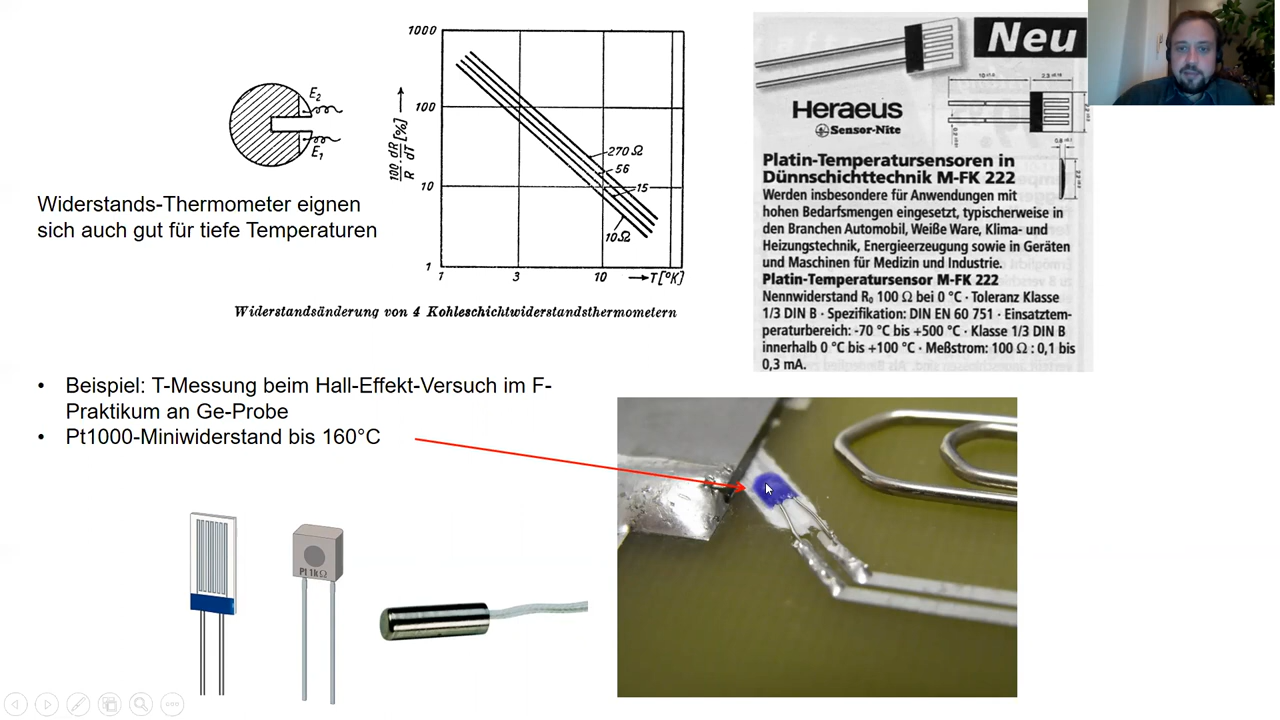 E2
E1
Widerstands-Thermometer eignen
sich auch gut für tiefe Temperaturen
1000
100
10
1
100/R · dR/dT [%]
270 Ω
56
15
10Ω
1
3
10
T[°K]
Widerstandsänderung von 4 Kohleschichtwiderstandsthermometern
Neu
Heraeus
Sensor-Nite
Platin-Temperatursensoren in
Dünnschichttechnik M-FK 222
Werden insbesondere für Anwendungen mit
hohen Bedarfsmengen eingesetzt, typischerweise in
den Branchen Automobil, Weiße Ware, Klima- und
Heizungstechnik, Energieerzeugung sowie in Geräten
und Maschinen für Medizin und Industrie.
Platin-Temperatursensor M-FK 222
Nennwiderstand R₀ 100 Ω bei 0 °C · Toleranz Klasse
1/3 DIN B · Spezifikation: DIN EN 60 751 · Einsatztem-
peraturbereich: -70 °C bis +500 °C · Klasse 1/3 DIN B
innerhalb 0 °C bis +100 °C · Meßstrom: 100 Ω : 0,1 bis
0,3 mA.
• Beispiel: T-Messung beim Hall-Effekt-Versuch im F-
Praktikum an Ge-Probe
• Pt1000-Miniwiderstand bis 160°C
Pt 1kΩ